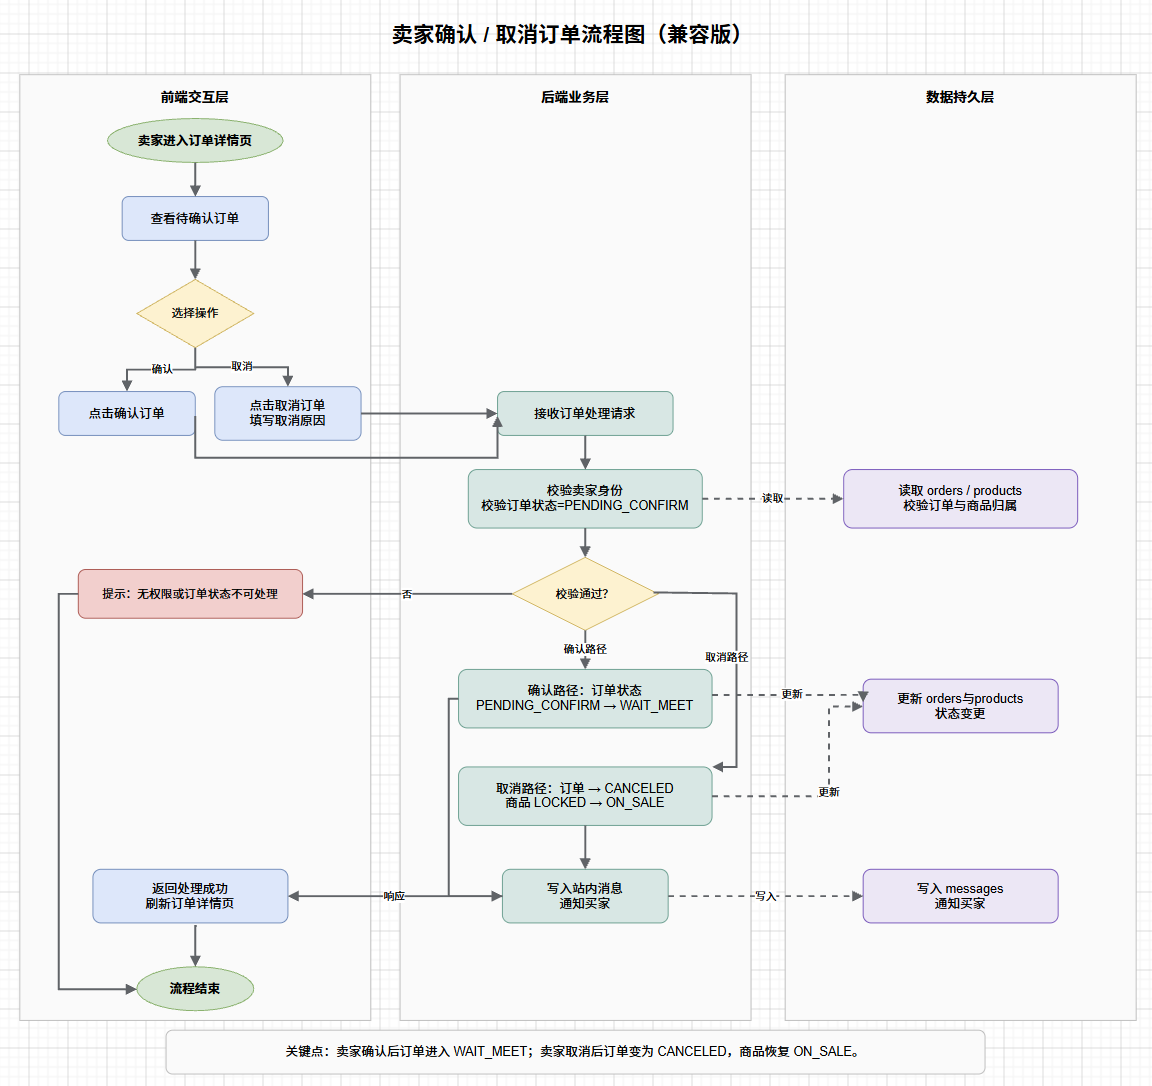 卖家确认 / 取消订单流程图（兼容版）
前端交互层
后端业务层
数据持久层
卖家进入订单详情页
查看待确认订单
选择操作
确认
取消
点击确认订单
点击取消订单
填写取消原因
接收订单处理请求
校验卖家身份
校验订单状态=PENDING_CONFIRM
读取
读取 orders / products
校验订单与商品归属
提示：无权限或订单状态不可处理
否
校验通过？
确认路径
取消路径
确认路径：订单状态
PENDING_CONFIRM → WAIT_MEET
更新
更新 orders与products
状态变更
取消路径：订单 → CANCELED
商品 LOCKED → ON_SALE
更新
返回处理成功
刷新订单详情页
响应
写入站内消息
通知买家
写入
写入 messages
通知买家
流程结束
关键点：卖家确认后订单进入 WAIT_MEET；卖家取消后订单变为 CANCELED，商品恢复 ON_SALE。